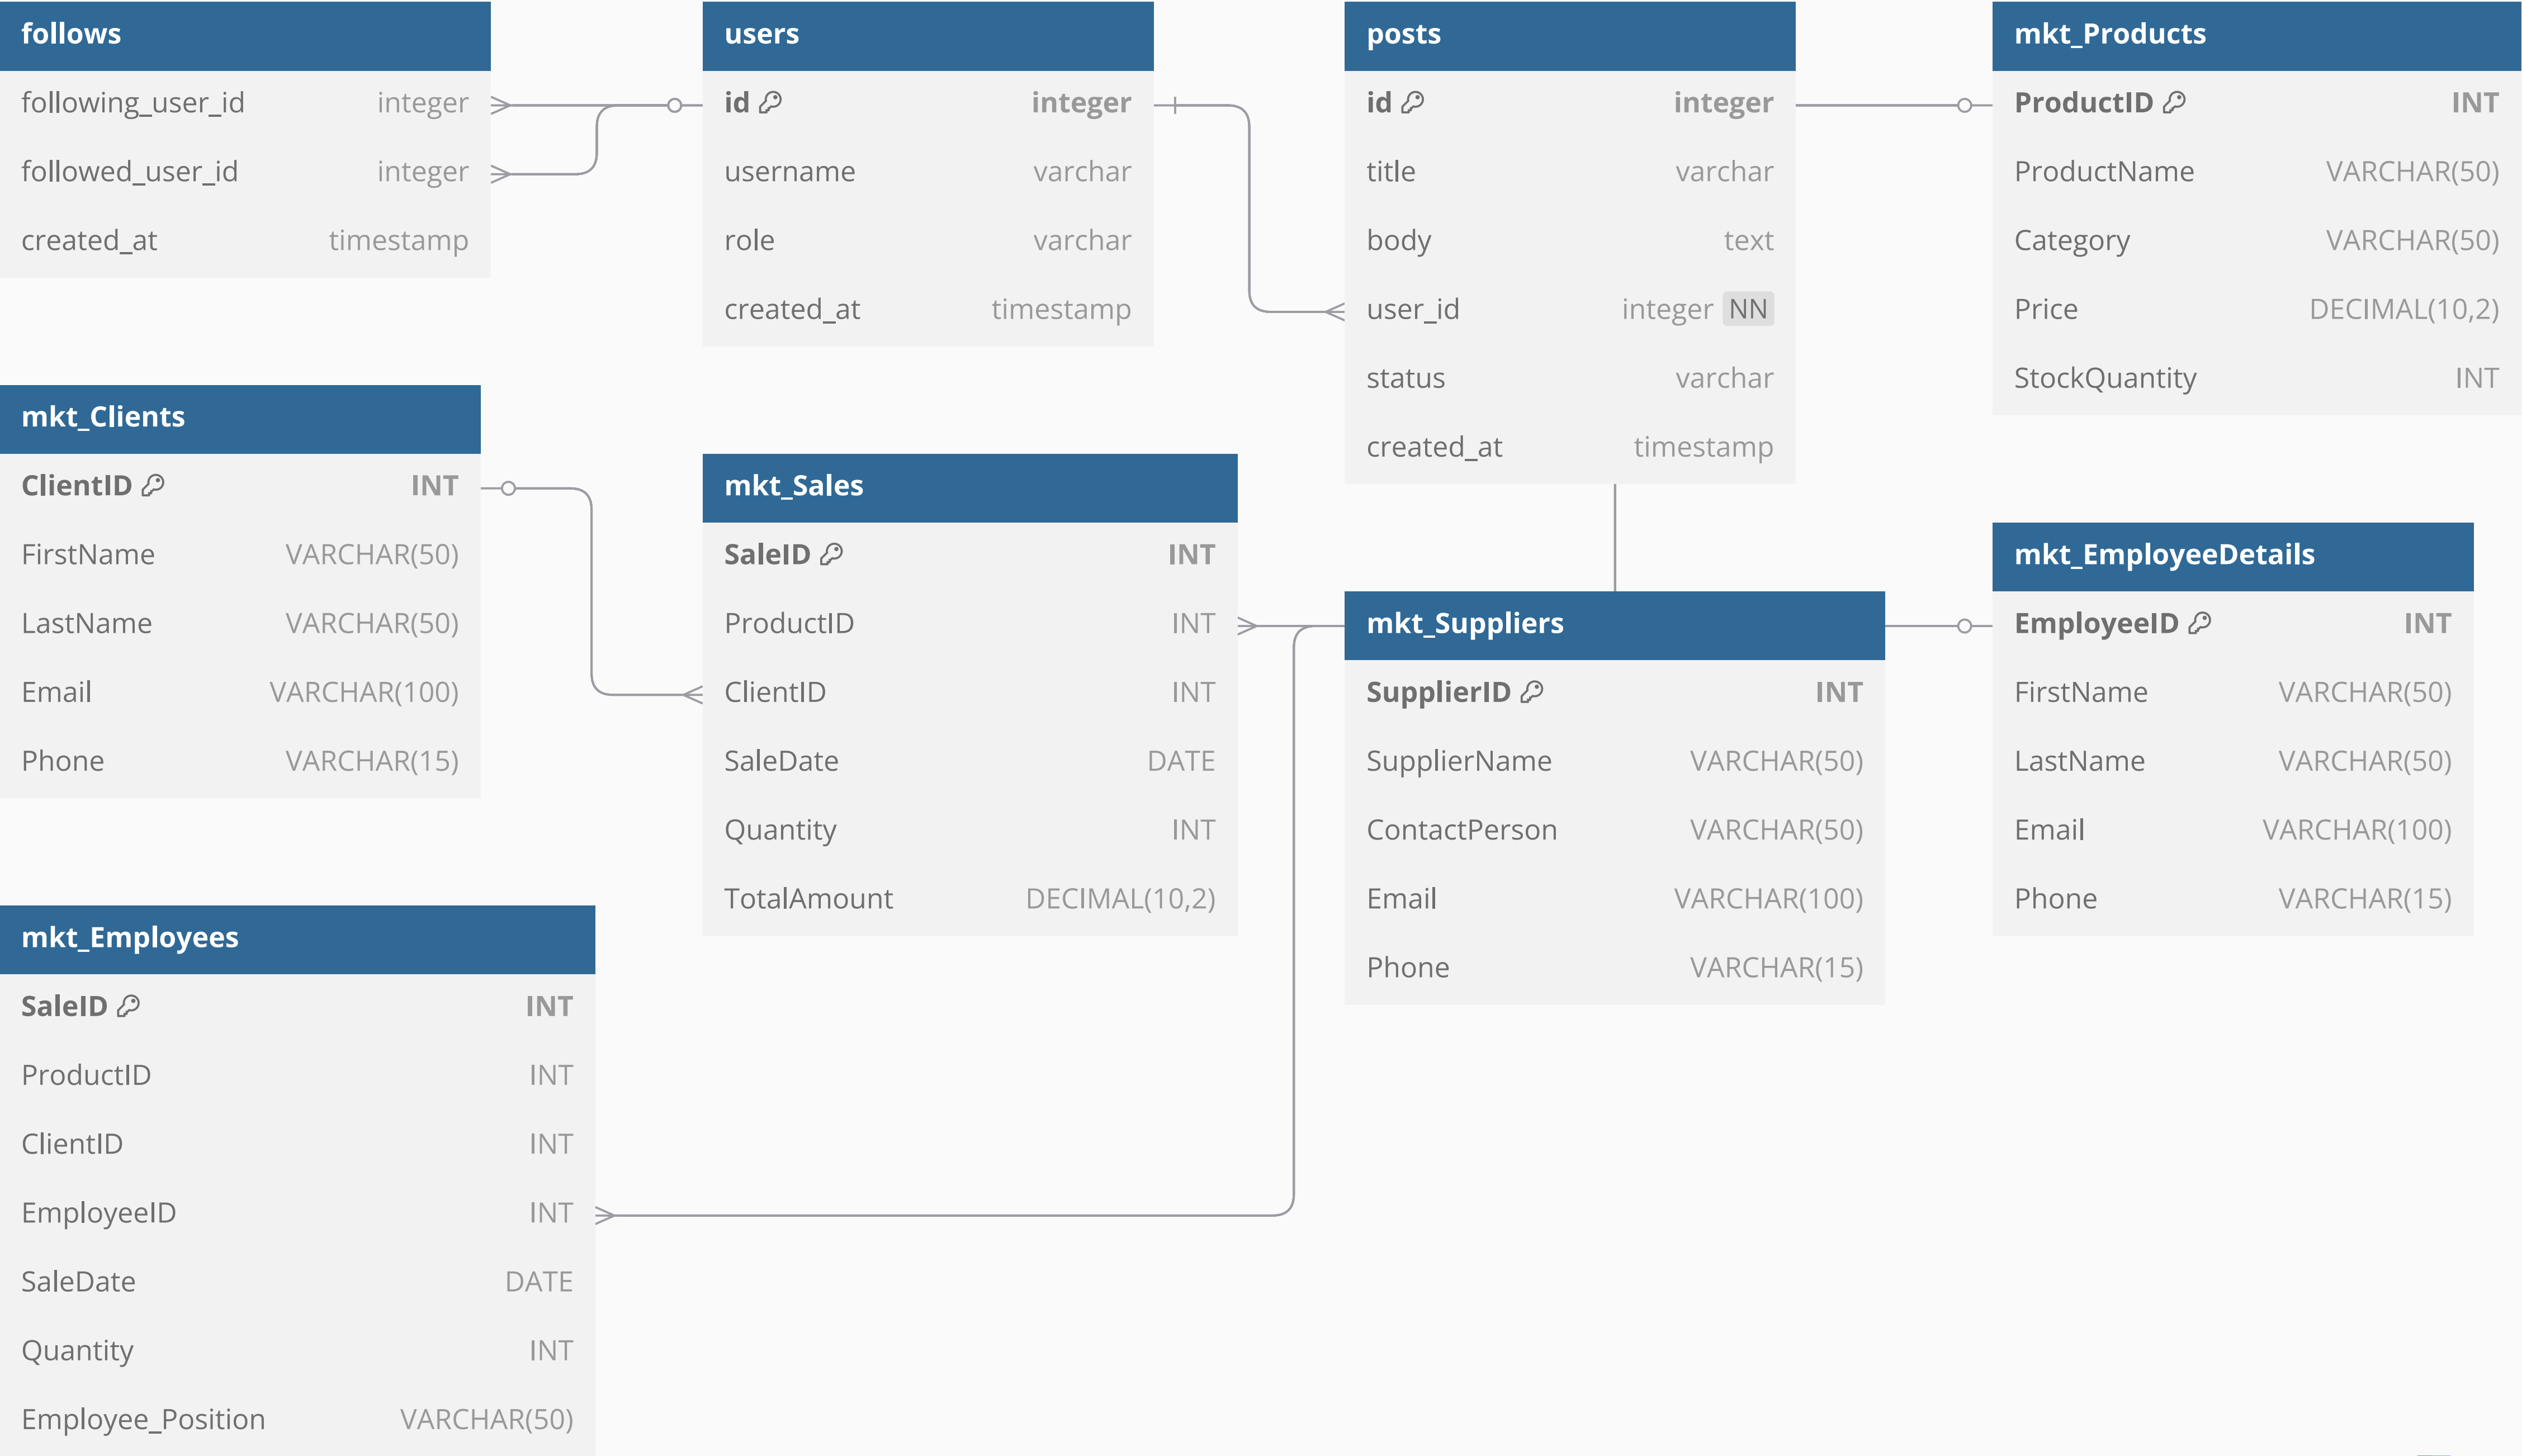 follows
following_user_id integer
followed_user_id integer
created_at timestamp
users
id integer
username varchar
role varchar
created_at timestamp
posts
id integer
title varchar
body text
user_id integer NN
status varchar
created_at timestamp
mkt_Products
ProductID INT
ProductName VARCHAR(50)
Category VARCHAR(50)
Price DECIMAL(10,2)
StockQuantity INT
mkt_Clients
ClientID INT
FirstName VARCHAR(50)
LastName VARCHAR(50)
Email VARCHAR(100)
Phone VARCHAR(15)
mkt_Sales
SaleID INT
ProductID INT
ClientID INT
SaleDate DATE
Quantity INT
TotalAmount DECIMAL(10,2)
mkt_Suppliers
SupplierID INT
SupplierName VARCHAR(50)
ContactPerson VARCHAR(50)
Email VARCHAR(100)
Phone VARCHAR(15)
mkt_EmployeeDetails
EmployeeID INT
FirstName VARCHAR(50)
LastName VARCHAR(50)
Email VARCHAR(100)
Phone VARCHAR(15)
mkt_Employees
SaleID INT
ProductID INT
ClientID INT
EmployeeID INT
SaleDate DATE
Quantity INT
Employee_Position VARCHAR(50)